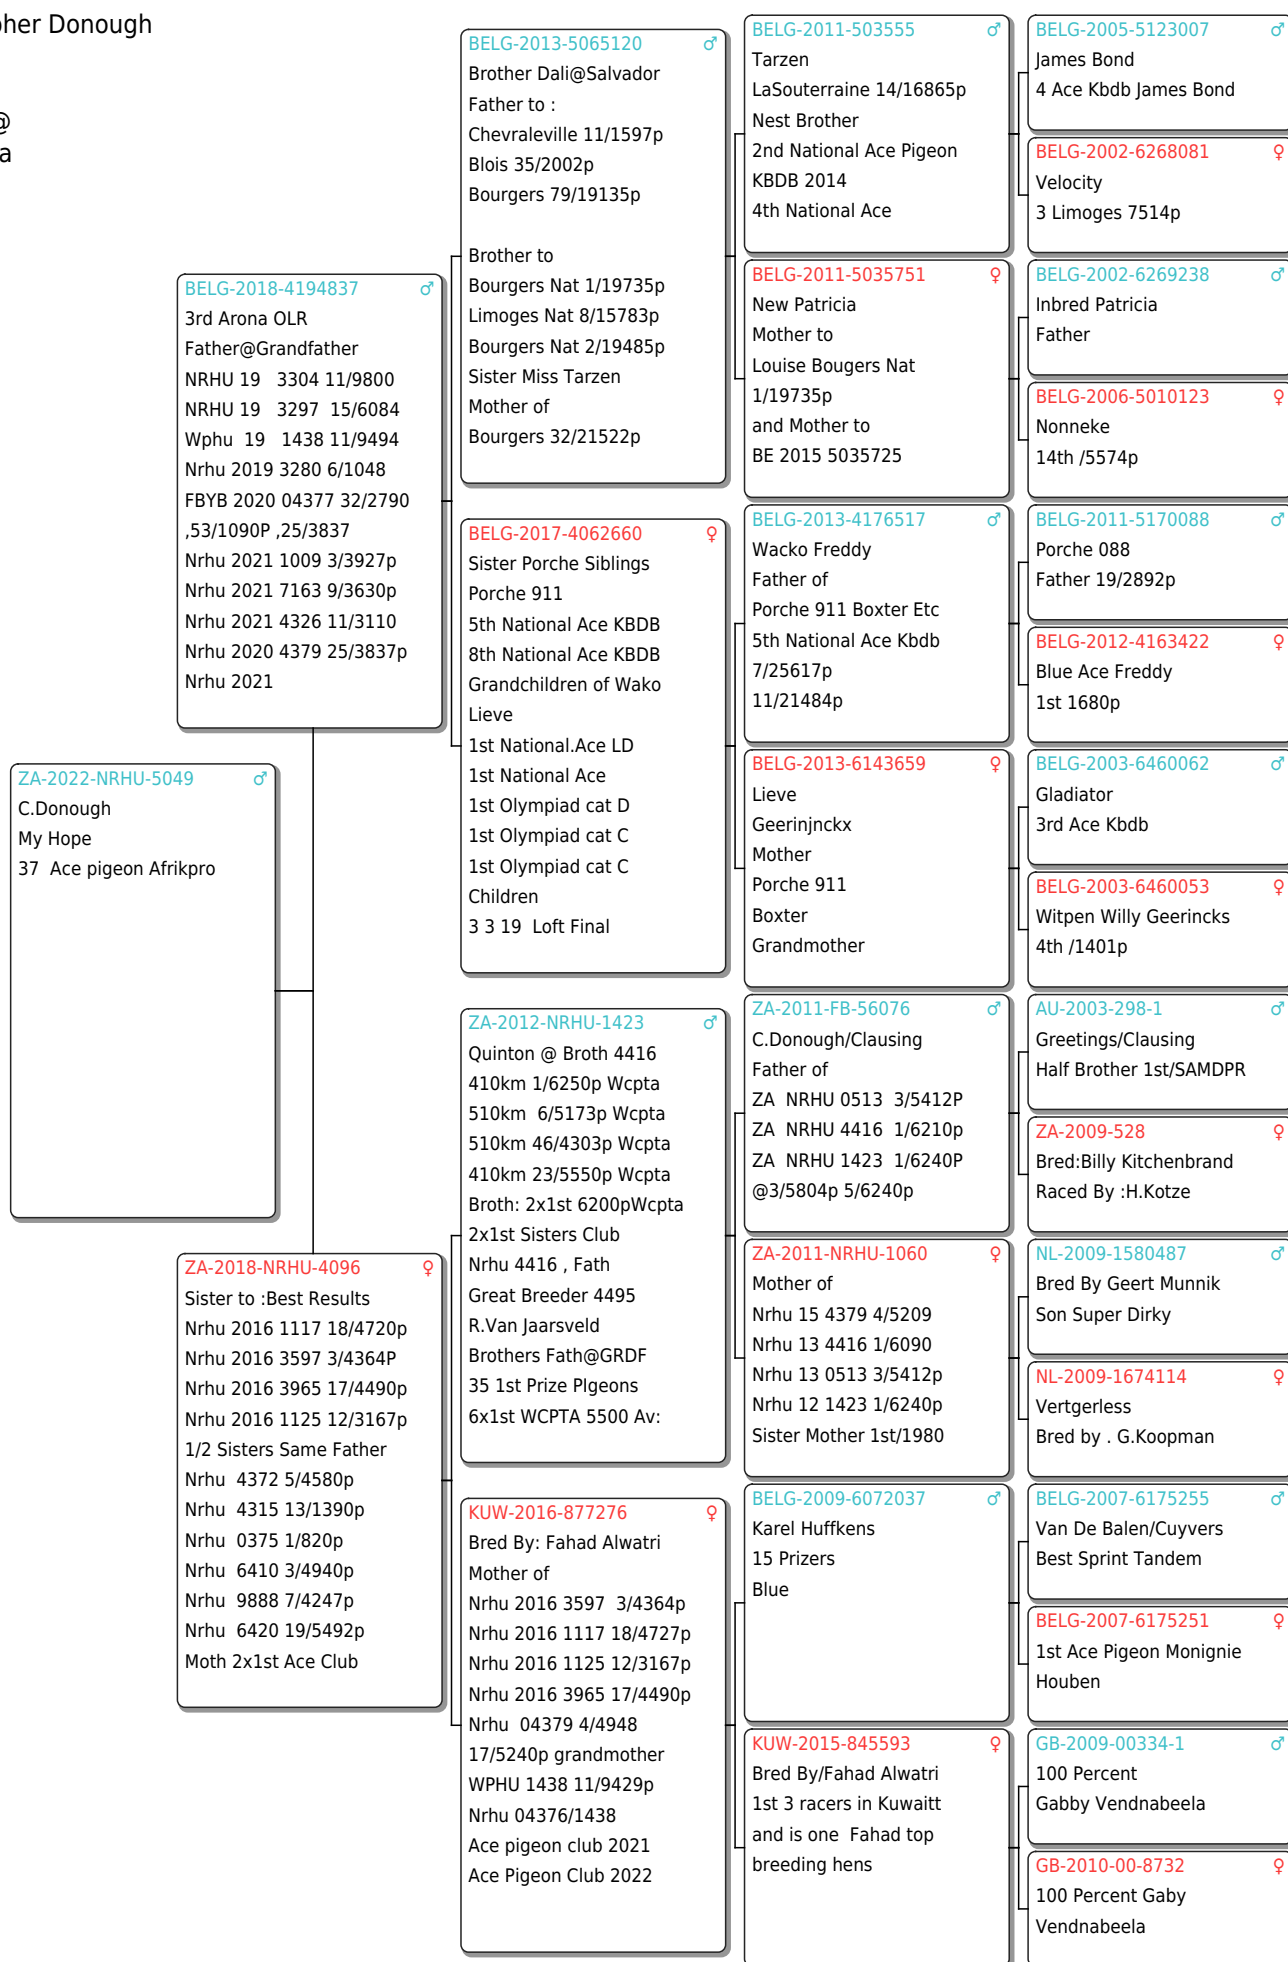 pher Donough
@
a
ZA-2022-NRHU-5049 ♂
C.Donough
My Hope
37 Ace pigeon Afrikpro
BELG-2018-4194837 ♂
3rd Arona OLR
Father@Grandfather
NRHU 19 3304 11/9800
NRHU 19 3297 15/6084
Wphu 19 1438 11/9494
Nrhu 2019 3280 6/1048
FBYB 2020 04377 32/2790
,53/1090P ,25/3837
Nrhu 2021 1009 3/3927p
Nrhu 2021 7163 9/3630p
Nrhu 2021 4326 11/3110
Nrhu 2020 4379 25/3837p
Nrhu 2021
ZA-2018-NRHU-4096 ♀
Sister to :Best Results
Nrhu 2016 1117 18/4720p
Nrhu 2016 3597 3/4364P
Nrhu 2016 3965 17/4490p
Nrhu 2016 1125 12/3167p
1/2 Sisters Same Father
Nrhu 4372 5/4580p
Nrhu 4315 13/1390p
Nrhu 0375 1/820p
Nrhu 6410 3/4940p
Nrhu 9888 7/4247p
Nrhu 6420 19/5492p
Moth 2x1st Ace Club
BELG-2013-5065120 ♂
Brother Dali@Salvador
Father to :
Chevraleville 11/1597p
Blois 35/2002p
Bourgers 79/19135p
Brother to
Bourgers Nat 1/19735p
Limoges Nat 8/15783p
Bourgers Nat 2/19485p
Sister Miss Tarzen
Mother of
Bourgers 32/21522p
BELG-2017-4062660 ♀
Sister Porche Siblings
Porche 911
5th National Ace KBDB
8th National Ace KBDB
Grandchildren of Wako
Lieve
1st National.Ace LD
1st National Ace
1st Olympiad cat D
1st Olympiad cat C
1st Olympiad cat C
Children
3 3 19 Loft Final
ZA-2012-NRHU-1423 ♂
Quinton @ Broth 4416
410km 1/6250p Wcpta
510km 6/5173p Wcpta
510km 46/4303p Wcpta
410km 23/5550p Wcpta
Broth: 2x1st 6200pWcpta
2x1st Sisters Club
Nrhu 4416 , Fath
Great Breeder 4495
R.Van Jaarsveld
Brothers Fath@GRDF
35 1st Prize PIgeons
6x1st WCPTA 5500 Av:
KUW-2016-877276 ♀
Bred By: Fahad Alwatri
Mother of
Nrhu 2016 3597 3/4364p
Nrhu 2016 1117 18/4727p
Nrhu 2016 1125 12/3167p
Nrhu 2016 3965 17/4490p
Nrhu 04379 4/4948
17/5240p grandmother
WPHU 1438 11/9429p
Nrhu 04376/1438
Ace pigeon club 2021
Ace Pigeon Club 2022
BELG-2011-503555 ♂
Tarzen
LaSouterraine 14/16865p
Nest Brother
2nd National Ace Pigeon
KBDB 2014
4th National Ace
BELG-2011-5035751 ♀
New Patricia
Mother to
Louise Bougers Nat
1/19735p
and Mother to
BE 2015 5035725
BELG-2013-4176517 ♂
Wacko Freddy
Father of
Porche 911 Boxter Etc
5th National Ace Kbdb
7/25617p
11/21484p
BELG-2013-6143659 ♀
Lieve
Geerinjnckx
Mother
Porche 911
Boxter
Grandmother
ZA-2011-FB-56076 ♂
C.Donough/Clausing
Father of
ZA NRHU 0513 3/5412P
ZA NRHU 4416 1/6210p
ZA NRHU 1423 1/6240P
@3/5804p 5/6240p
ZA-2011-NRHU-1060 ♀
Mother of
Nrhu 15 4379 4/5209
Nrhu 13 4416 1/6090
Nrhu 13 0513 3/5412p
Nrhu 12 1423 1/6240p
Sister Mother 1st/1980
BELG-2009-6072037 ♂
Karel Huffkens
15 Prizers
Blue
KUW-2015-845593 ♀
Bred By/Fahad Alwatri
1st 3 racers in Kuwaitt
and is one Fahad top
breeding hens
BELG-2005-5123007 ♂
James Bond
4 Ace Kbdb James Bond
BELG-2002-6268081 ♀
Velocity
3 Limoges 7514p
BELG-2002-6269238 ♂
Inbred Patricia
Father
BELG-2006-5010123 ♀
Nonneke
14th /5574p
BELG-2011-5170088 ♂
Porche 088
Father 19/2892p
BELG-2012-4163422 ♀
Blue Ace Freddy
1st 1680p
BELG-2003-6460062 ♂
Gladiator
3rd Ace Kbdb
BELG-2003-6460053 ♀
Witpen Willy Geerincks
4th /1401p
AU-2003-298-1 ♂
Greetings/Clausing
Half Brother 1st/SAMDPR
ZA-2009-528 ♀
Bred:Billy Kitchenbrand
Raced By :H.Kotze
NL-2009-1580487 ♂
Bred By Geert Munnik
Son Super Dirky
NL-2009-1674114 ♀
Vertgerless
Bred by . G.Koopman
BELG-2007-6175255 ♂
Van De Balen/Cuyvers
Best Sprint Tandem
BELG-2007-6175251 ♀
1st Ace Pigeon Monignie
Houben
GB-2009-00334-1 ♂
100 Percent
Gabby Vendnabeela
GB-2010-00-8732 ♀
100 Percent Gaby
Vendnabeela